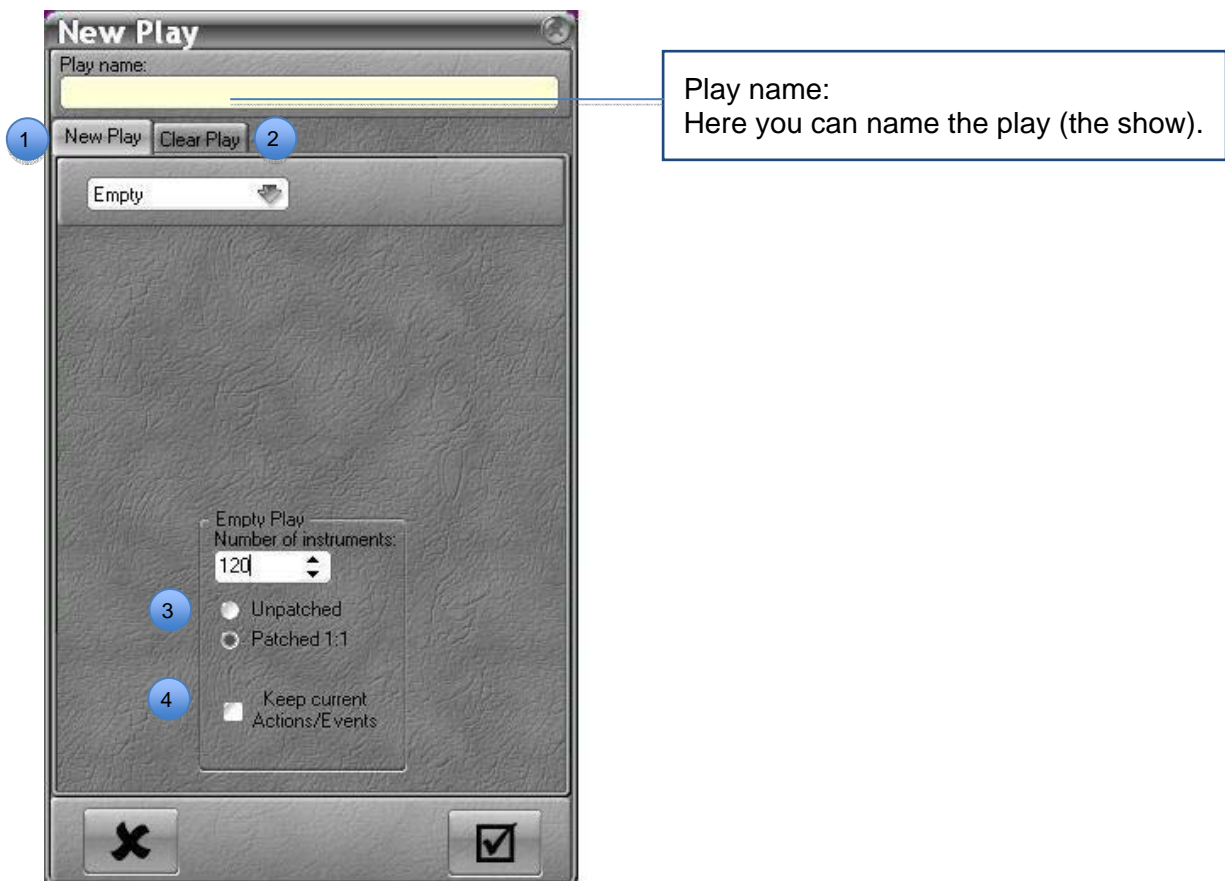 New Play
Play name:
Play name:
Here you can name the play (the show).
1 New Play Clear Play 2
Empty
Empty Play
Number of instruments:
120
3 Unpatched
Patched 1:1
4 Keep current
Actions/Events